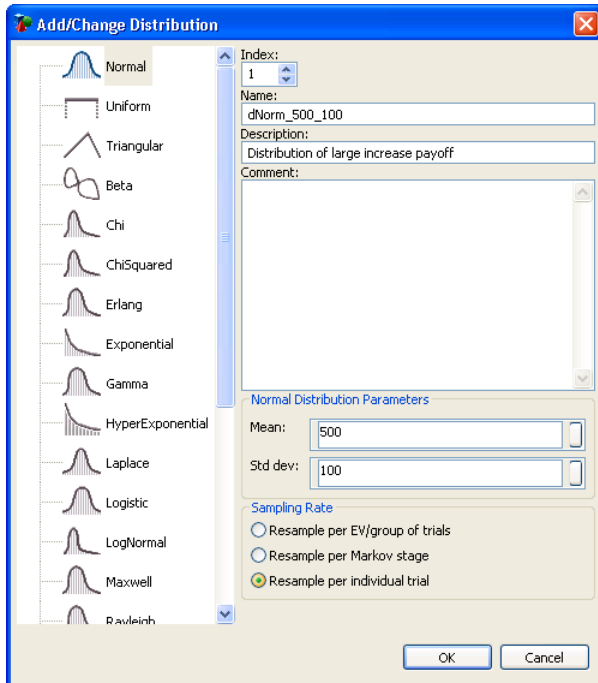 Add/Change Distribution
Normal
Uniform
Triangular
Beta
Chi
ChiSquared
Erlang
Exponential
Gamma
HyperExponential
Laplace
Logistic
LogNormal
Maxwell
Rayleigh
Index:
1
Name:
dNorm_500_100
Description:
Distribution of large increase payoff
Comment:
Normal Distribution Parameters
Mean:
500
Std dev:
100
Sampling Rate
Resample per EV/group of trials
Resample per Markov stage
Resample per individual trial
OK
Cancel